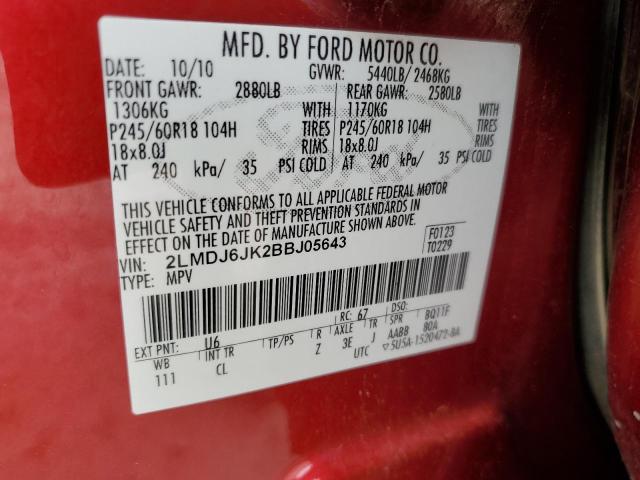 MFD. BY FORD MOTOR CO.
DATE: 10/10 GVWR: 5440LB/ 2468KG
FRONT GAWR: 2880LB REAR GAWR: 2580LB
1306KG WITH 1170KG WITH
P245/60R18 104H TIRES P245/60R18 104H TIRES
18x8.0J RIMS 18x8.0J RIMS
AT 240 kPa/ 35 PSI COLD AT 240 kPa/ 35 PSI COLD
THIS VEHICLE CONFORMS TO ALL APPLICABLE FEDERAL MOTOR
VEHICLE SAFETY AND THEFT PREVENTION STANDARDS IN
EFFECT ON THE DATE OF MANUFACTURE SHOWN ABOVE.
F0123
T0229
VIN: 2LMDJ6JK2BBJ05643
TYPE: MPV
EXT PNT: U6 RC: 67 DSO:
WB INT TR TP/PS R AXLE TR SPR BQ11F
111 CL Z 3E J AABB 80A
UTC ▽5U5A-1520472-BA